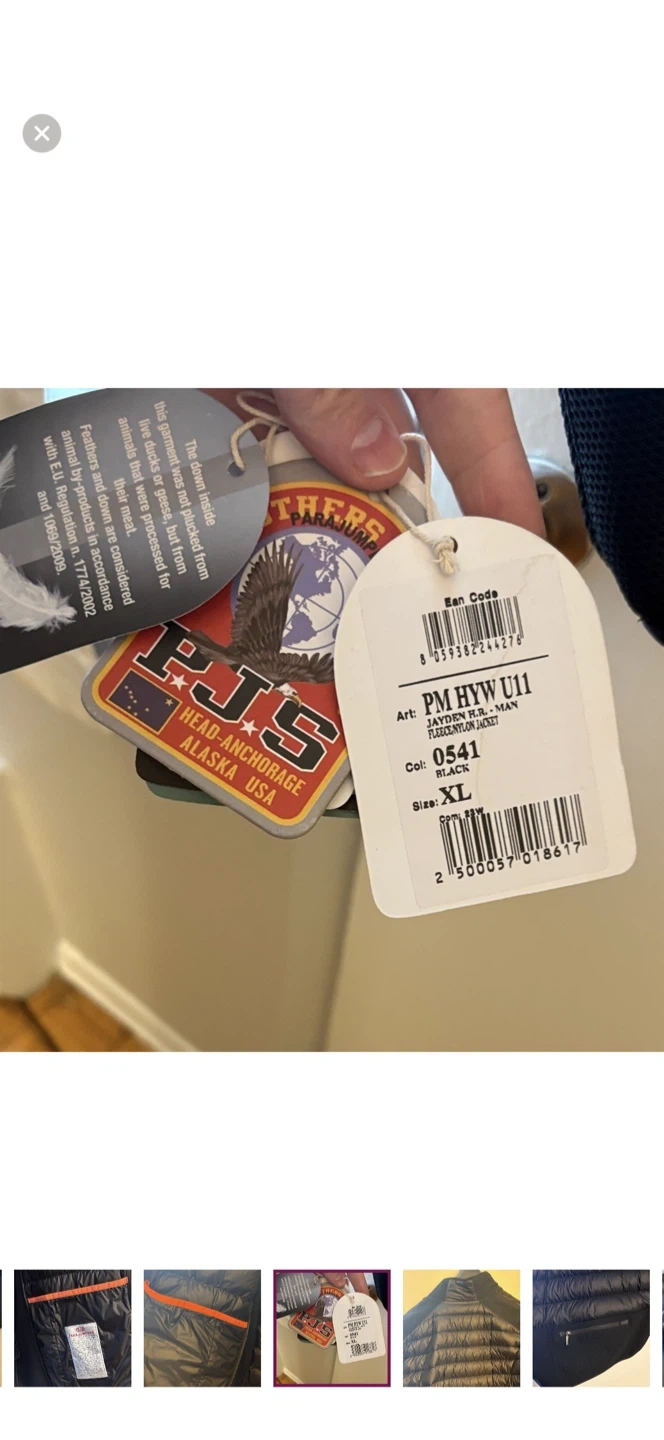 The down inside
this garment was not plucked from
live ducks or geese, but from
animals that were processed for
their meat.
Feathers and down are considered
animal by-products in accordance
with E.U. Regulation n. 1774/2002
and 1069/2009.
THERS
PARAJUMP
P.J.S
HEAD-ANCHORAGE
ALASKA USA
Ean Code
8 059382 244276
Art: PM HYW U11
JAYDEN H.R. - MAN
FLEECE/NYLON JACKET
Col: 0541
BLACK
Size: XL
2 500057 018617